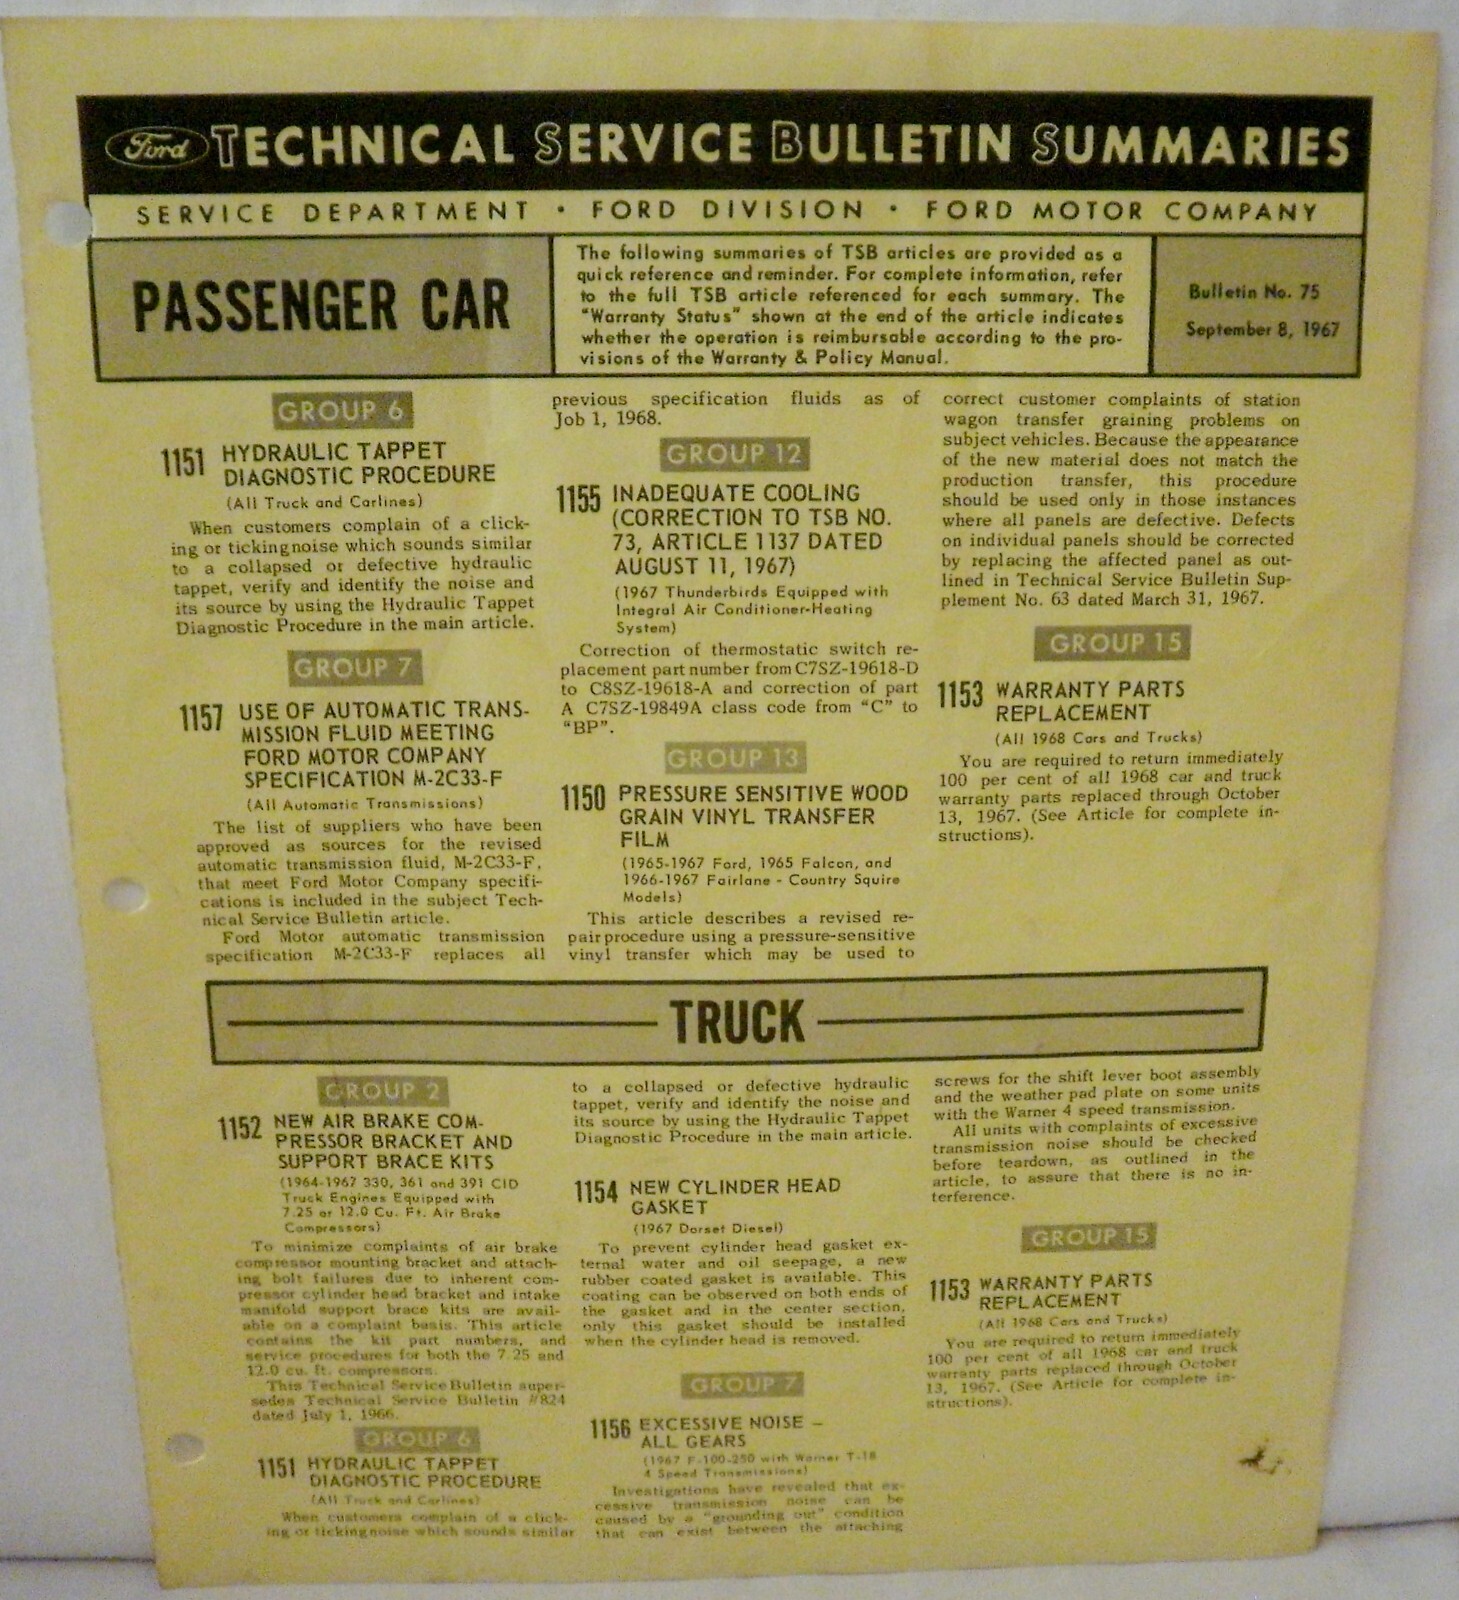 Ford TECHNICAL SERVICE BULLETIN SUMMARIES
SERVICE DEPARTMENT • FORD DIVISION • FORD MOTOR COMPANY
PASSENGER CAR
The following summaries of TSB articles are provided as a
quick reference and reminder. For complete information, refer
to the full TSB article referenced for each summary. The
"Warranty Status" shown at the end of the article indicates
whether the operation is reimbursable according to the pro-
visions of the Warranty & Policy Manual.
Bulletin No. 75
September 8, 1967
GROUP 6
1151 HYDRAULIC TAPPET
DIAGNOSTIC PROCEDURE
(All Truck and Carlines)
When customers complain of a click-
ing or ticking noise which sounds similar
to a collapsed or defective hydraulic
tappet, verify and identify the noise and
its source by using the Hydraulic Tappet
Diagnostic Procedure in the main article.
GROUP 7
1157 USE OF AUTOMATIC TRANS-
MISSION FLUID MEETING
FORD MOTOR COMPANY
SPECIFICATION M-2C33-F
(All Automatic Transmissions)
The list of suppliers who have been
approved as sources for the revised
automatic transmission fluid, M-2C33-F,
that meet Ford Motor Company specifi-
cations is included in the subject Tech-
nical Service Bulletin article.
Ford Motor automatic transmission
specification M-2C33-F replaces all
previous specification fluids as of
Job 1, 1968.
GROUP 12
1155 INADEQUATE COOLING
(CORRECTION TO TSB NO.
73, ARTICLE 1137 DATED
AUGUST 11, 1967)
(1967 Thunderbirds Equipped with
Integral Air Conditioner-Heating
System)
Correction of thermostatic switch re-
placement part number from C7SZ-19618-D
to C8SZ-19618-A and correction of part
A C7SZ-19849A class code from "C" to
"BP".
GROUP 13
1150 PRESSURE SENSITIVE WOOD
GRAIN VINYL TRANSFER
FILM
(1965-1967 Ford, 1965 Falcon, and
1966-1967 Fairlane - Country Squire
Models)
This article describes a revised re-
pair procedure using a pressure-sensitive
vinyl transfer which may be used to
correct customer complaints of station
wagon transfer graining problems on
subject vehicles. Because the appearance
of the new material does not match the
production transfer, this procedure
should be used only in those instances
where all panels are defective. Defects
on individual panels should be corrected
by replacing the affected panel as out-
lined in Technical Service Bulletin Sup-
plement No. 63 dated March 31, 1967.
GROUP 15
1153 WARRANTY PARTS
REPLACEMENT
(All 1968 Cars and Trucks)
You are required to return immediately
100 per cent of all 1968 car and truck
warranty parts replaced through October
13, 1967. (See Article for complete in-
structions).
TRUCK
GROUP 2
1152 NEW AIR BRAKE COM-
PRESSOR BRACKET AND
SUPPORT BRACE KITS
(1964-1967 330, 361 and 391 CID
Truck Engines Equipped with
7.25 or 12.0 Cu. Ft. Air Brake
Compressors)
To minimize complaints of air brake
compressor mounting bracket and attach-
ing bolt failures due to inherent com-
pressor cylinder head bracket and intake
manifold support brace kits are avail-
able on a complaint basis. This article
contains the kit part numbers, and
service procedures for both the 7.25 and
12.0 cu. ft. compressors.
This Technical Service Bulletin super-
sedes Technical Service Bulletin #824
dated July 1, 1966.
GROUP 6
1151 HYDRAULIC TAPPET
DIAGNOSTIC PROCEDURE
(All Truck and Carlines)
When customers complain of a click-
ing or ticking noise which sounds similar
to a collapsed or defective hydraulic
tappet, verify and identify the noise and
its source by using the Hydraulic Tappet
Diagnostic Procedure in the main article.
1154 NEW CYLINDER HEAD
GASKET
(1967 Dorset Diesel)
To prevent cylinder head gasket ex-
ternal water and oil seepage, a new
rubber coated gasket is available. This
coating can be observed on both ends of
the gasket and in the center section,
only this gasket should be installed
when the cylinder head is removed.
GROUP 7
1156 EXCESSIVE NOISE –
ALL GEARS
(1967 F-100-250 with Warner T-18
4 Speed Transmissions)
Investigations have revealed that ex-
cessive transmission noise can be
caused by a "grounding out" condition
that can exist between the attaching
screws for the shift lever boot assembly
and the weather pad plate on some units
with the Warner 4 speed transmission.
All units with complaints of excessive
transmission noise should be checked
before teardown, as outlined in the
article, to assure that there is no in-
terference.
GROUP 15
1153 WARRANTY PARTS
REPLACEMENT
(All 1968 Cars and Trucks)
You are required to return immediately
100 per cent of all 1968 car and truck
warranty parts replaced through October
13, 1967. (See Article for complete in-
structions).